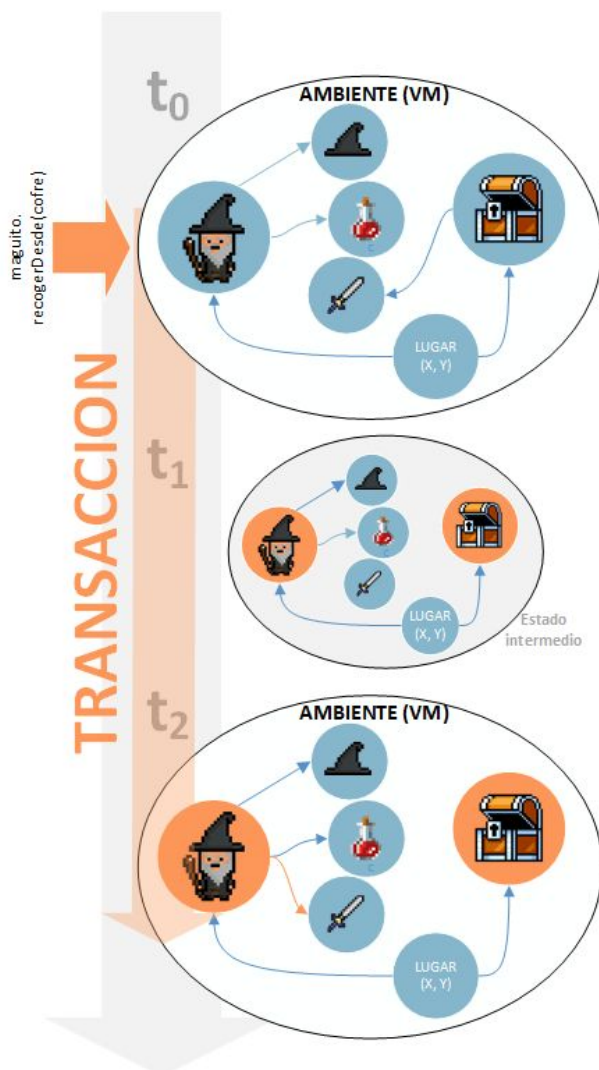 t0
AMBIENTE (VM)
maguito.
recogerDesde(cofre)
LUGAR
(X, Y)
TRANSACCION
t1
LUGAR
(X, Y)
Estado
intermedio
t2
AMBIENTE (VM)
LUGAR
(X, Y)